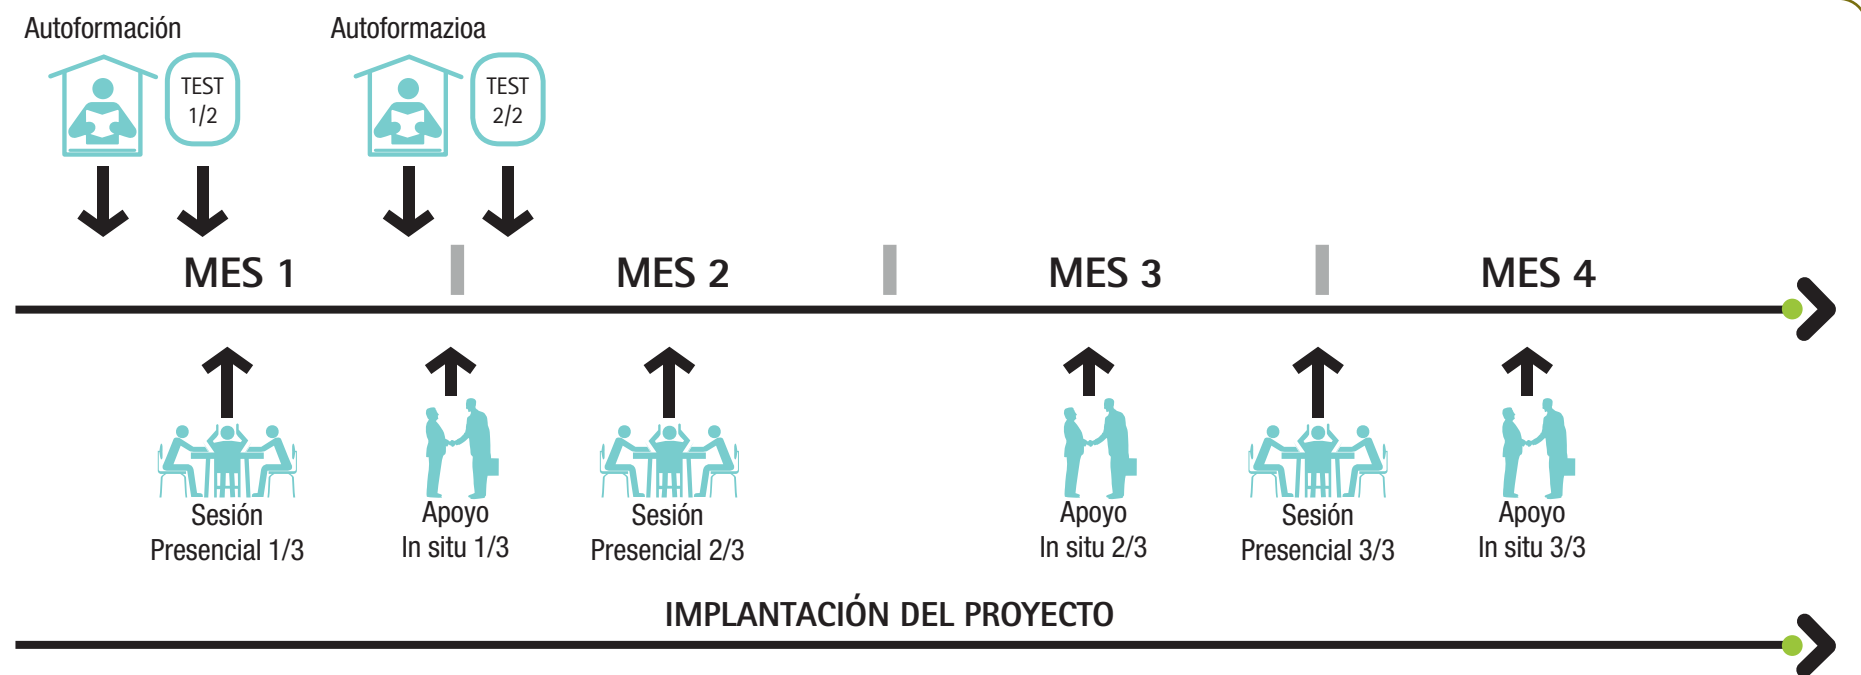 Autoformación
Autoformazioa
TEST
1/2
TEST
2/2
MES 1
MES 2
MES 3
MES 4
Sesión
Presencial 1/3
Apoyo
In situ 1/3
Sesión
Presencial 2/3
Apoyo
In situ 2/3
Sesión
Presencial 3/3
Apoyo
In situ 3/3
IMPLANTACIÓN DEL PROYECTO